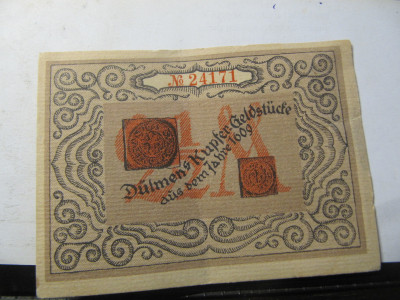 № 24171
Dülmens Kupfer-Geldstücke
aus dem Jahre 1609